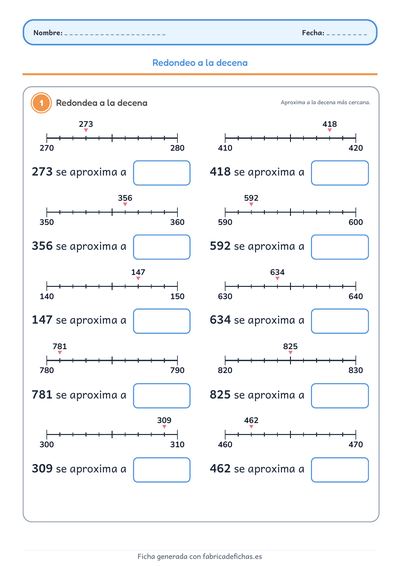 Nombre: Fecha:
Redondeo a la decena
1 Redondea a la decena Aproxima a la decena más cercana.
273 418
270 280 410 420
273 se aproxima a 418 se aproxima a
356 592
350 360 590 600
356 se aproxima a 592 se aproxima a
147 634
140 150 630 640
147 se aproxima a 634 se aproxima a
781 825
780 790 820 830
781 se aproxima a 825 se aproxima a
309 462
300 310 460 470
309 se aproxima a 462 se aproxima a
Ficha generada con fabricadefichas.es